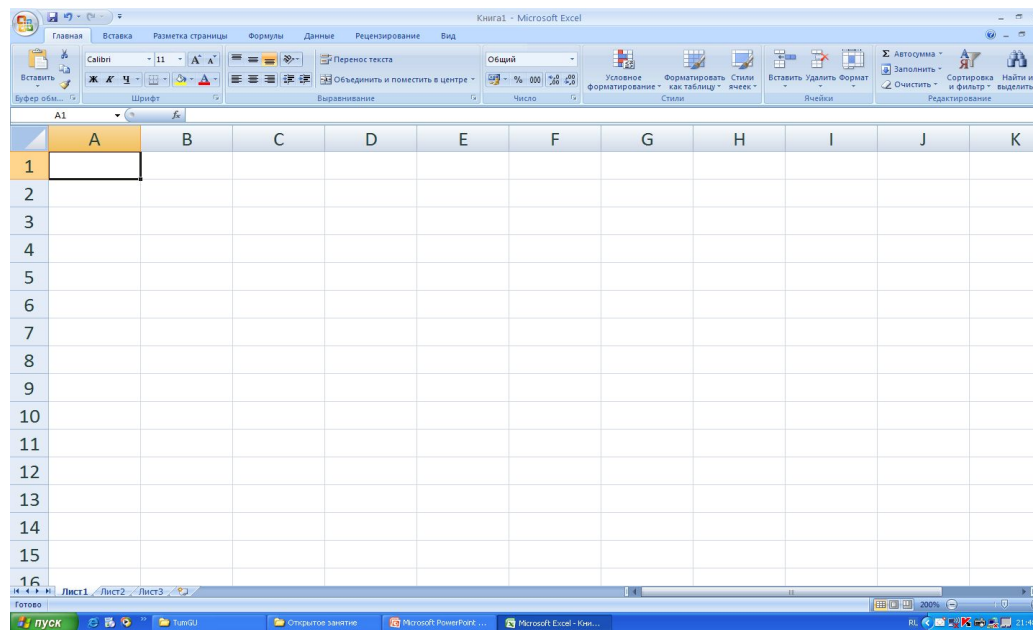 Книга1 - Microsoft Excel
Главная Вставка Разметка страницы Формулы Данные Рецензирование Вид
Вставить Calibri 11 Ж К Ч Перенос текста Объединить и поместить в центре Общий % 000 Условное форматирование Форматировать как таблицу Стили ячеек Вставить Удалить Формат Σ Автосумма Заполнить Очистить Сортировка и фильтр Найти и выделить
Буфер обм... Шрифт Выравнивание Число Стили Ячейки Редактирование
A1 fx
A B C D E F G H I J K
1
2
3
4
5
6
7
8
9
10
11
12
13
14
15
16
Лист1 Лист2 Лист3
Готово 200%
пуск TumGU Открытое занятие Microsoft PowerPoint ... Microsoft Excel - Кни... RL